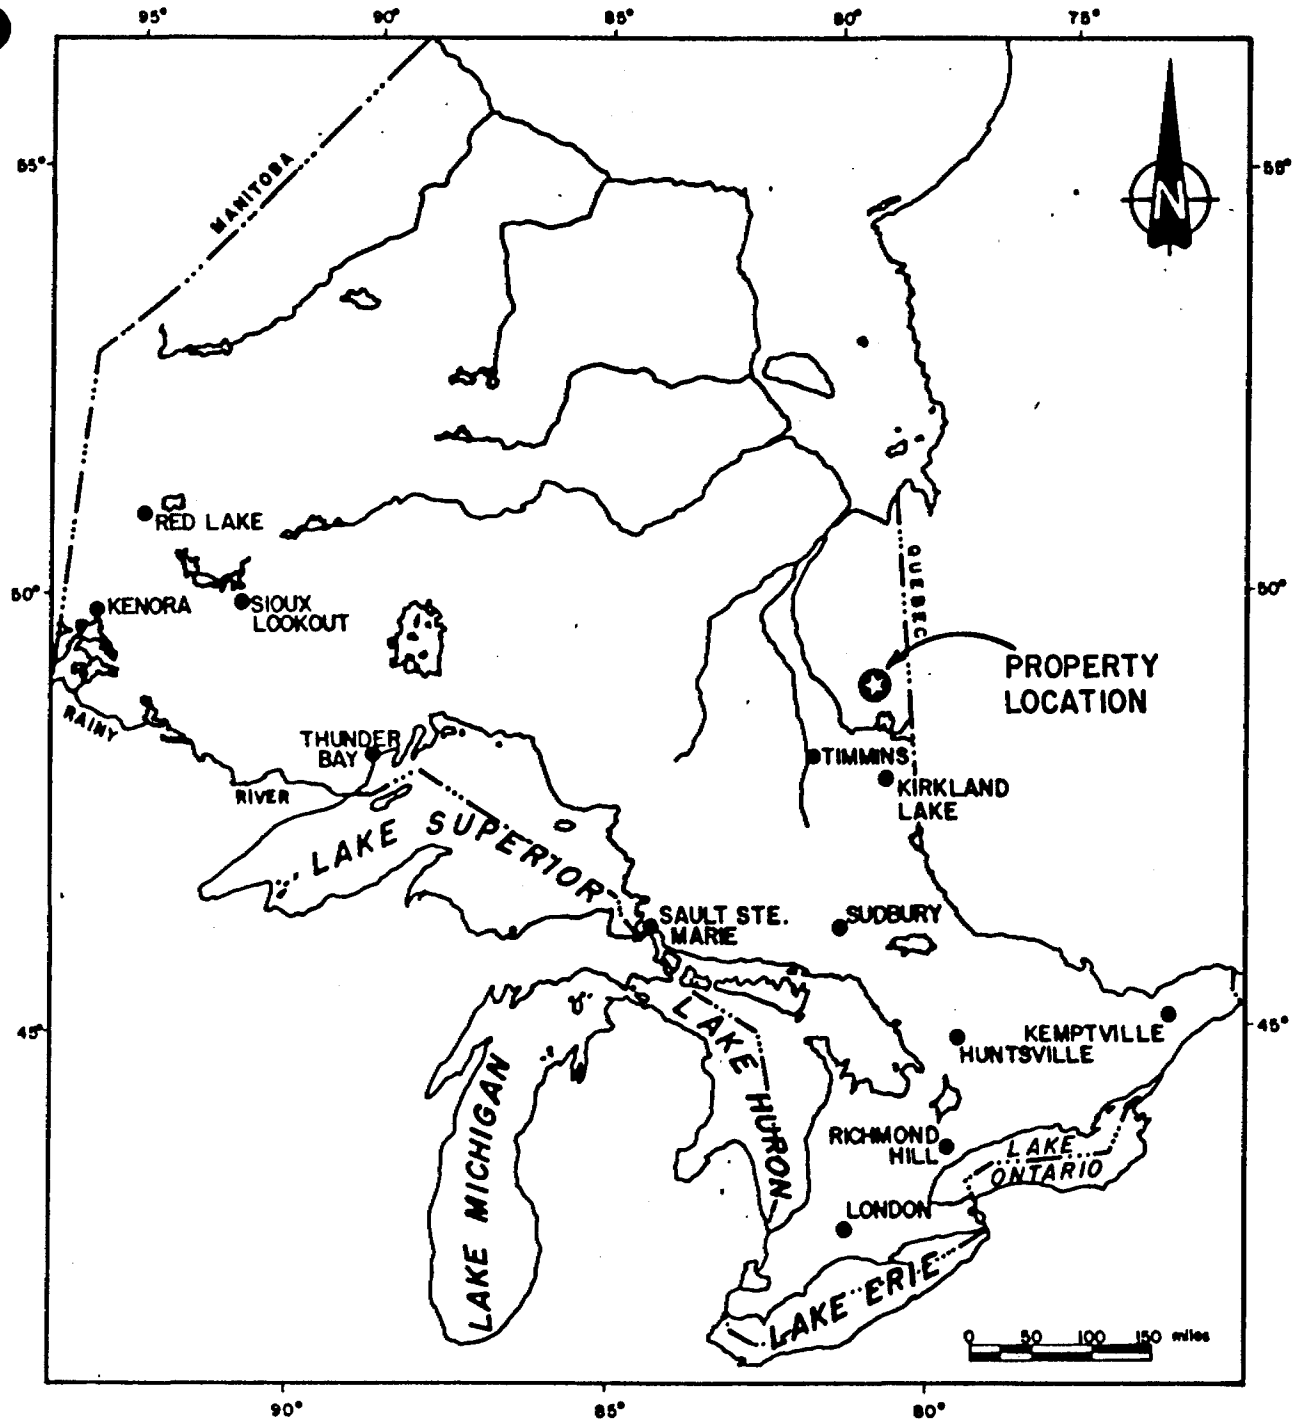 95° 90° 85° 80° 75°
55° 55°
N
MANITOBA
RED LAKE
50° 50°
QUEBEC
KENORA
SIOUX
LOOKOUT
PROPERTY
LOCATION
RAINY
RIVER
THUNDER
BAY
TIMMINS
KIRKLAND
LAKE
LAKE SUPERIOR
SAULT STE.
MARIE
SUDBURY
45° 45°
KEMPTVILLE
HUNTSVILLE
LAKE HURON
LAKE MICHIGAN
RICHMOND
HILL
LAKE
ONTARIO
LONDON
LAKE ERIE
0 50 100 150 miles
90° 85° 80°